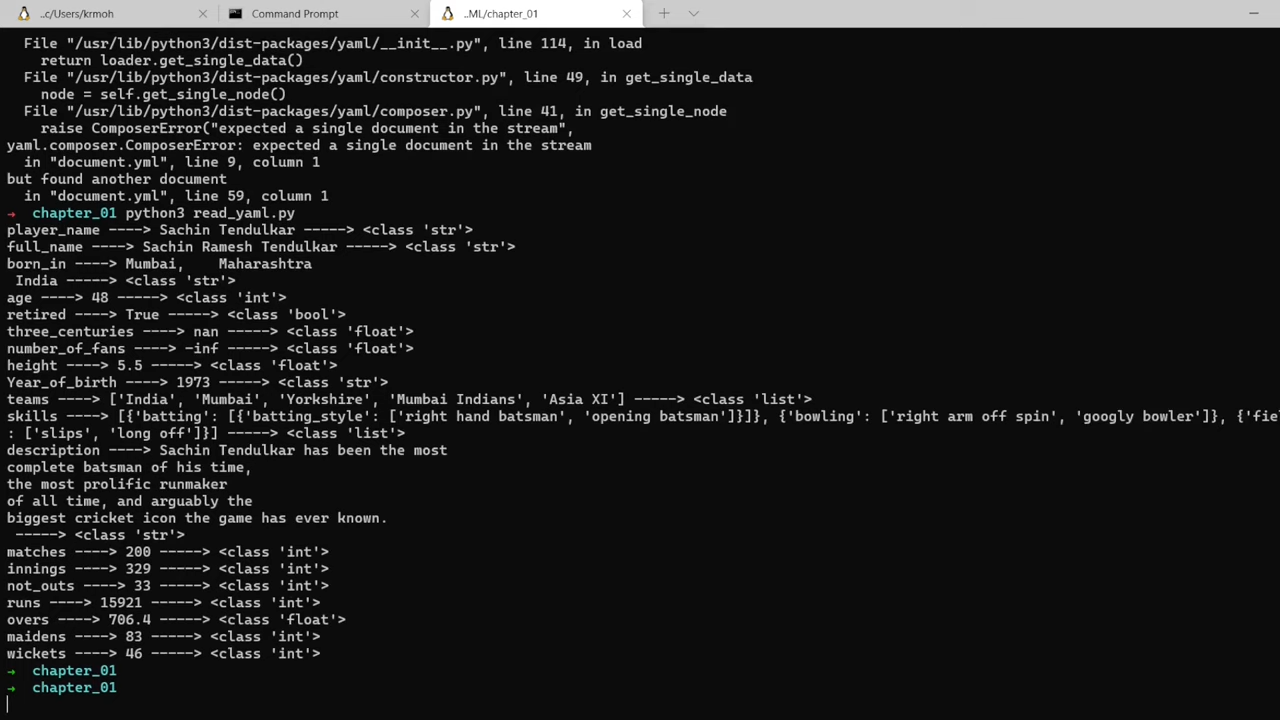 ..c/Users/krmoh
Command Prompt
..ML/chapter_01
File "/usr/lib/python3/dist-packages/yaml/__init__.py", line 114, in load
return loader.get_single_data()
File "/usr/lib/python3/dist-packages/yaml/constructor.py", line 49, in get_single_data
node = self.get_single_node()
File "/usr/lib/python3/dist-packages/yaml/composer.py", line 41, in get_single_node
raise ComposerError("expected a single document in the stream",
yaml.composer.ComposerError: expected a single document in the stream
in "document.yml", line 9, column 1
but found another document
in "document.yml", line 59, column 1
→ chapter_01 python3 read_yaml.py
player_name ----> Sachin Tendulkar -----> <class 'str'>
full_name ----> Sachin Ramesh Tendulkar -----> <class 'str'>
born_in ----> Mumbai,    Maharashtra
India -----> <class 'str'>
age ----> 48 -----> <class 'int'>
retired ----> True -----> <class 'bool'>
three_centuries ----> nan -----> <class 'float'>
number_of_fans ----> -inf -----> <class 'float'>
height ----> 5.5 -----> <class 'float'>
Year_of_birth ----> 1973 -----> <class 'str'>
teams ----> ['India', 'Mumbai', 'Yorkshire', 'Mumbai Indians', 'Asia XI'] -----> <class 'list'>
skills ----> [{'batting': [{'batting_style': ['right hand batsman', 'opening batsman']}]}, {'bowling': ['right arm off spin', 'googly bowler']}, {'fie
: ['slips', 'long off']}] -----> <class 'list'>
description ----> Sachin Tendulkar has been the most
complete batsman of his time,
the most prolific runmaker
of all time, and arguably the
biggest cricket icon the game has ever known.
-----> <class 'str'>
matches ----> 200 -----> <class 'int'>
innings ----> 329 -----> <class 'int'>
not_outs ----> 33 -----> <class 'int'>
runs ----> 15921 -----> <class 'int'>
overs ----> 706.4 -----> <class 'float'>
maidens ----> 83 -----> <class 'int'>
wickets ----> 46 -----> <class 'int'>
→ chapter_01
→ chapter_01